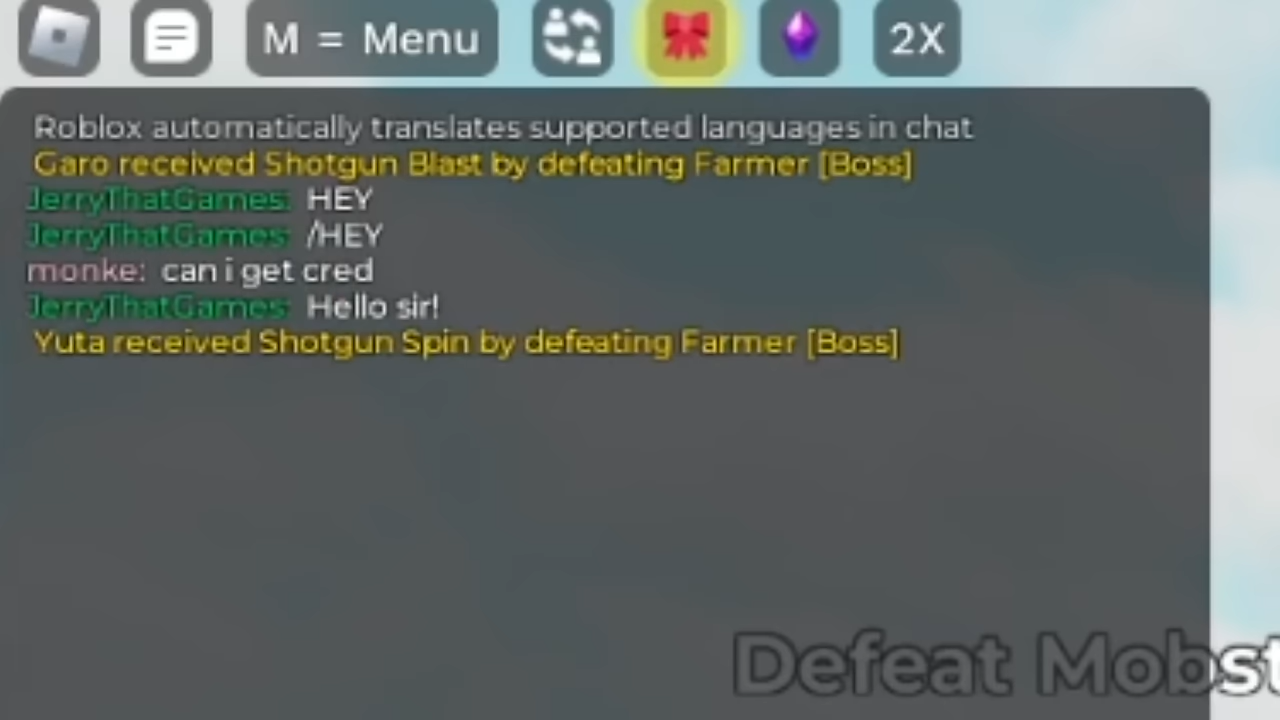 M = Menu
2X
Roblox automatically translates supported languages in chat
Garo received Shotgun Blast by defeating Farmer [Boss]
JerryThatGames: HEY
JerryThatGames: /HEY
monke: can i get cred
JerryThatGames: Hello sir!
Yuta received Shotgun Spin by defeating Farmer [Boss]
Defeat Mobst